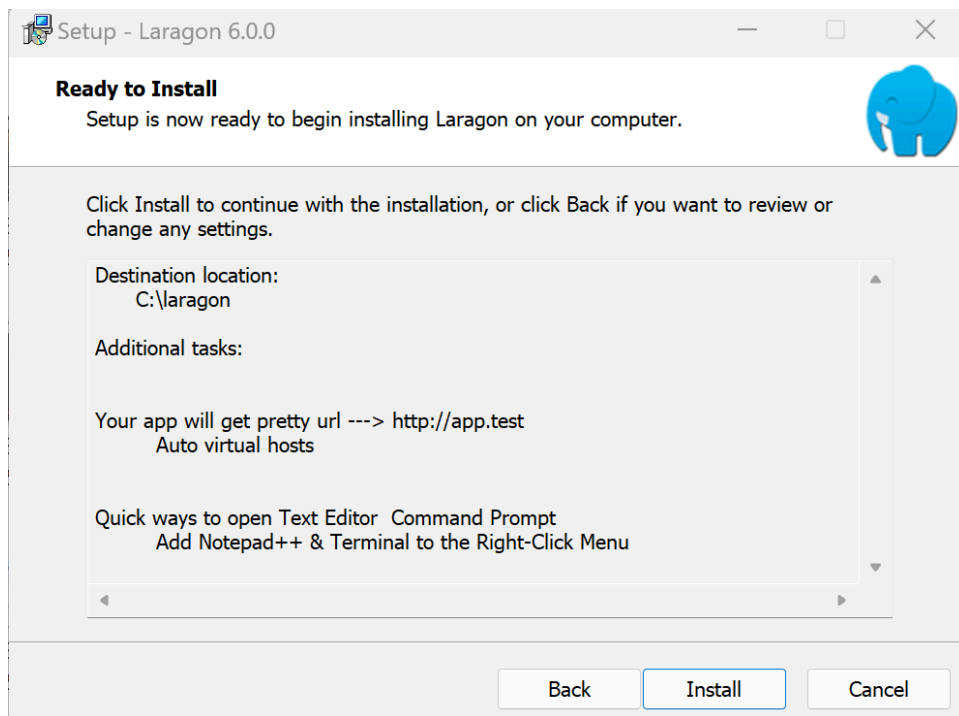 Setup - Laragon 6.0.0
Ready to Install
Setup is now ready to begin installing Laragon on your computer.
Click Install to continue with the installation, or click Back if you want to review or
change any settings.
Destination location:
C:\laragon
Additional tasks:
Your app will get pretty url ---> http://app.test
Auto virtual hosts
Quick ways to open Text Editor  Command Prompt
Add Notepad++ & Terminal to the Right-Click Menu
Back
Install
Cancel